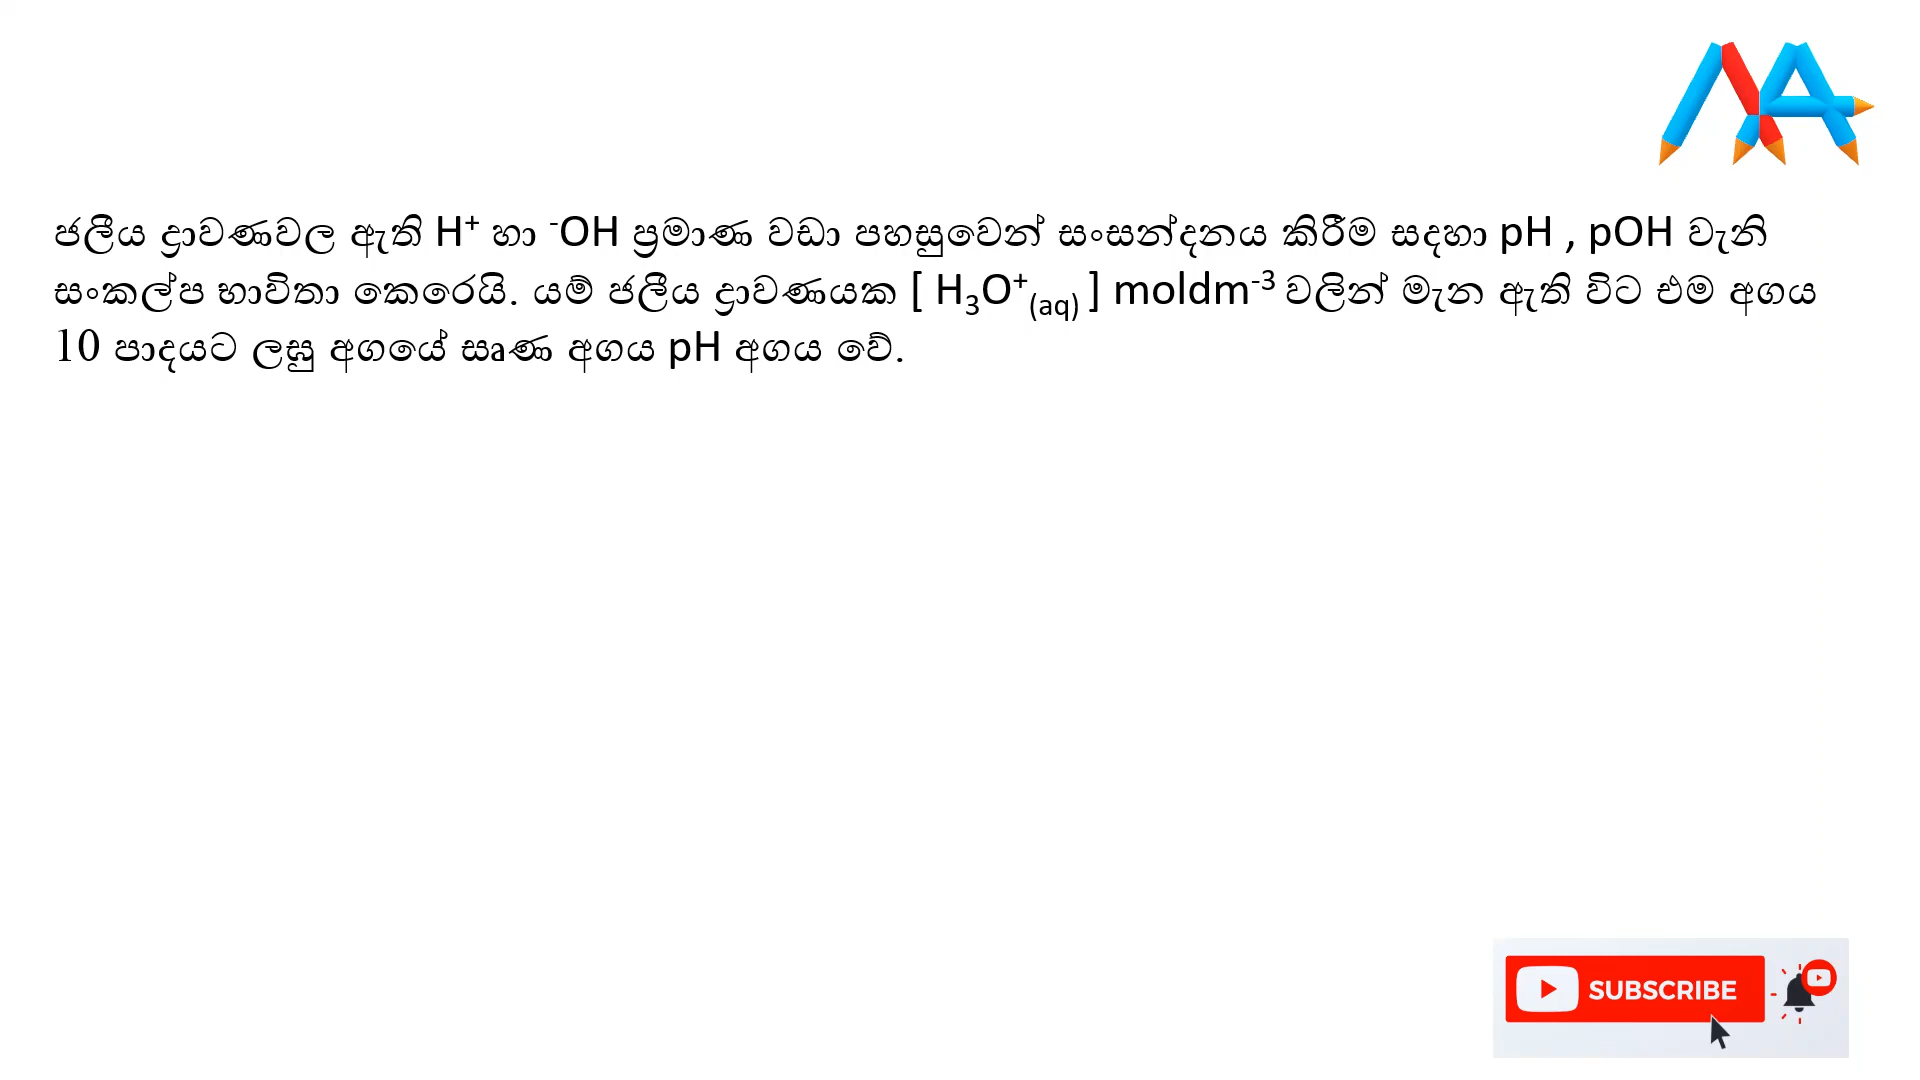 ජලීය ද්‍රාවණවල ඇති H⁺ හා ⁻OH ප්‍රමාණ වඩා පහසුවෙන් සංසන්දනය කිරීම සදහා pH , pOH වැනි
සංකල්ප භාවිතා කෙරෙයි. යම් ජලීය ද්‍රාවණයක [ H₃O⁺(aq) ] moldm⁻³ වලින් මැන ඇති විට එම අගය
10 පාදයට ලඝු අගයේ සෘණ අගය pH අගය වේ.
SUBSCRIBE